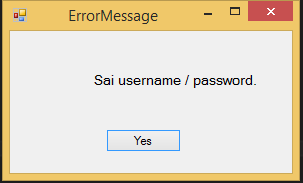 ErrorMessage
Sai username / password.
Yes